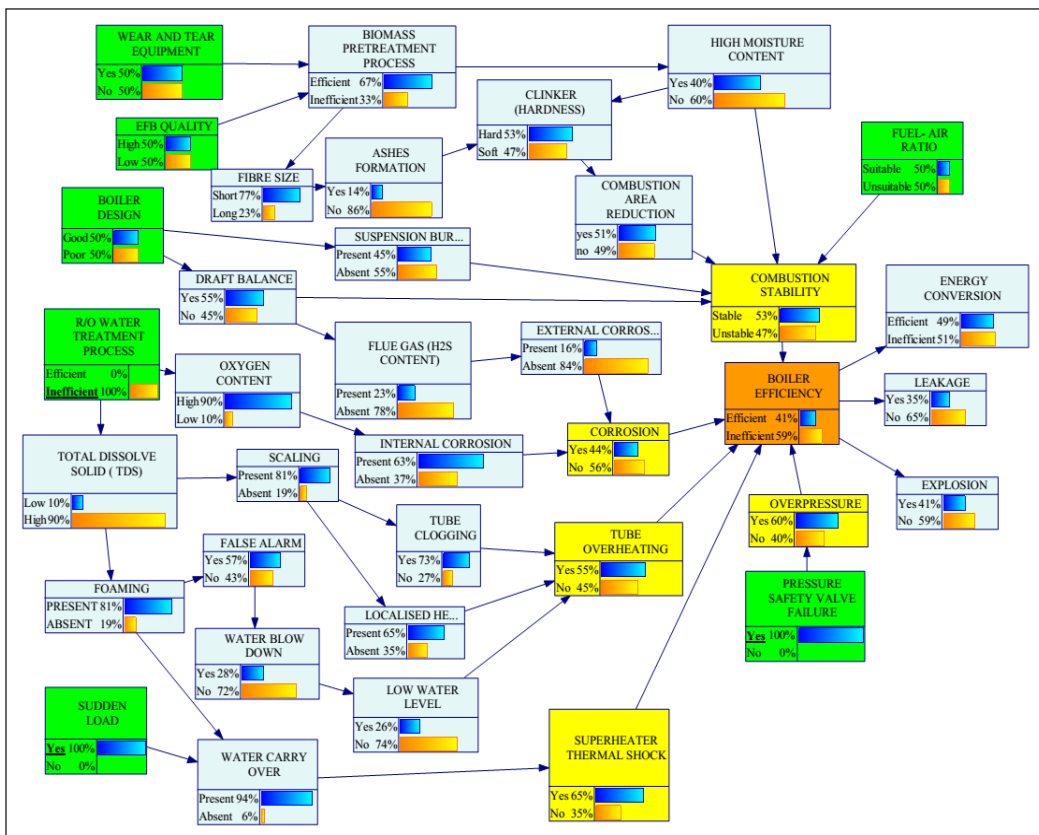 WEAR AND TEAR
EQUIPMENT
Yes 50%
No 50%
BIOMASS
PRETREATMENT
PROCESS
Efficient 67%
Inefficient 33%
HIGH MOISTURE
CONTENT
Yes 40%
No 60%
CLINKER
(HARDNESS)
Hard 53%
Soft 47%
EFB QUALITY
High 50%
Low 50%
FUEL- AIR
RATIO
Suitable 50%
Unsuitable 50%
ASHES
FORMATION
Yes 14%
No 86%
FIBRE SIZE
Short 77%
Long 23%
COMBUSTION
AREA
REDUCTION
yes 51%
no 49%
BOILER
DESIGN
Good 50%
Poor 50%
SUSPENSION BUR...
Present 45%
Absent 55%
DRAFT BALANCE
Yes 55%
No 45%
COMBUSTION
STABILITY
Stable 53%
Unstable 47%
ENERGY
CONVERSION
Efficient 49%
Inefficient 51%
R/O WATER
TREATMENT
PROCESS
Efficient 0%
Inefficient 100%
FLUE GAS (H2S
CONTENT)
Present 23%
Absent 78%
EXTERNAL CORROS...
Present 16%
Absent 84%
OXYGEN
CONTENT
High 90%
Low 10%
BOILER
EFFICIENCY
Efficient 41%
Inefficient 59%
LEAKAGE
Yes 35%
No 65%
CORROSION
Yes 44%
No 56%
INTERNAL CORROSION
Present 63%
Absent 37%
TOTAL DISSOLVE
SOLID ( TDS)
Low 10%
High 90%
SCALING
Present 81%
Absent 19%
EXPLOSION
Yes 41%
No 59%
OVERPRESSURE
Yes 60%
No 40%
TUBE
CLOGGING
Yes 73%
No 27%
TUBE
OVERHEATING
Yes 55%
No 45%
FALSE ALARM
Yes 57%
No 43%
FOAMING
PRESENT 81%
ABSENT 19%
PRESSURE
SAFETY VALVE
FAILURE
Yes 100%
No 0%
LOCALISED HE...
Present 65%
Absent 35%
WATER BLOW
DOWN
Yes 28%
No 72%
LOW WATER
LEVEL
Yes 26%
No 74%
SUDDEN
LOAD
Yes 100%
No 0%
SUPERHEATER
THERMAL SHOCK
Yes 65%
No 35%
WATER CARRY
OVER
Present 94%
Absent 6%